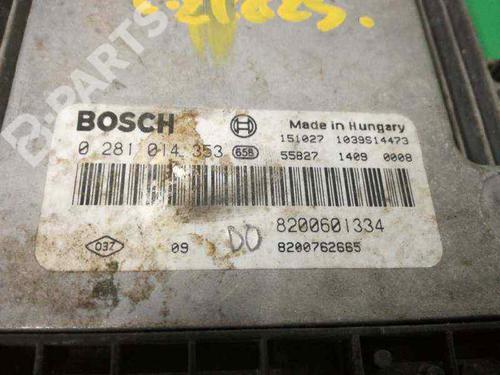 BOSCH
Made in Hungary
151027 1039S14473
0 281 014 353 G5B
55827 1409 0008
8200601334
037
09
DO
8200762665
B-PARTS